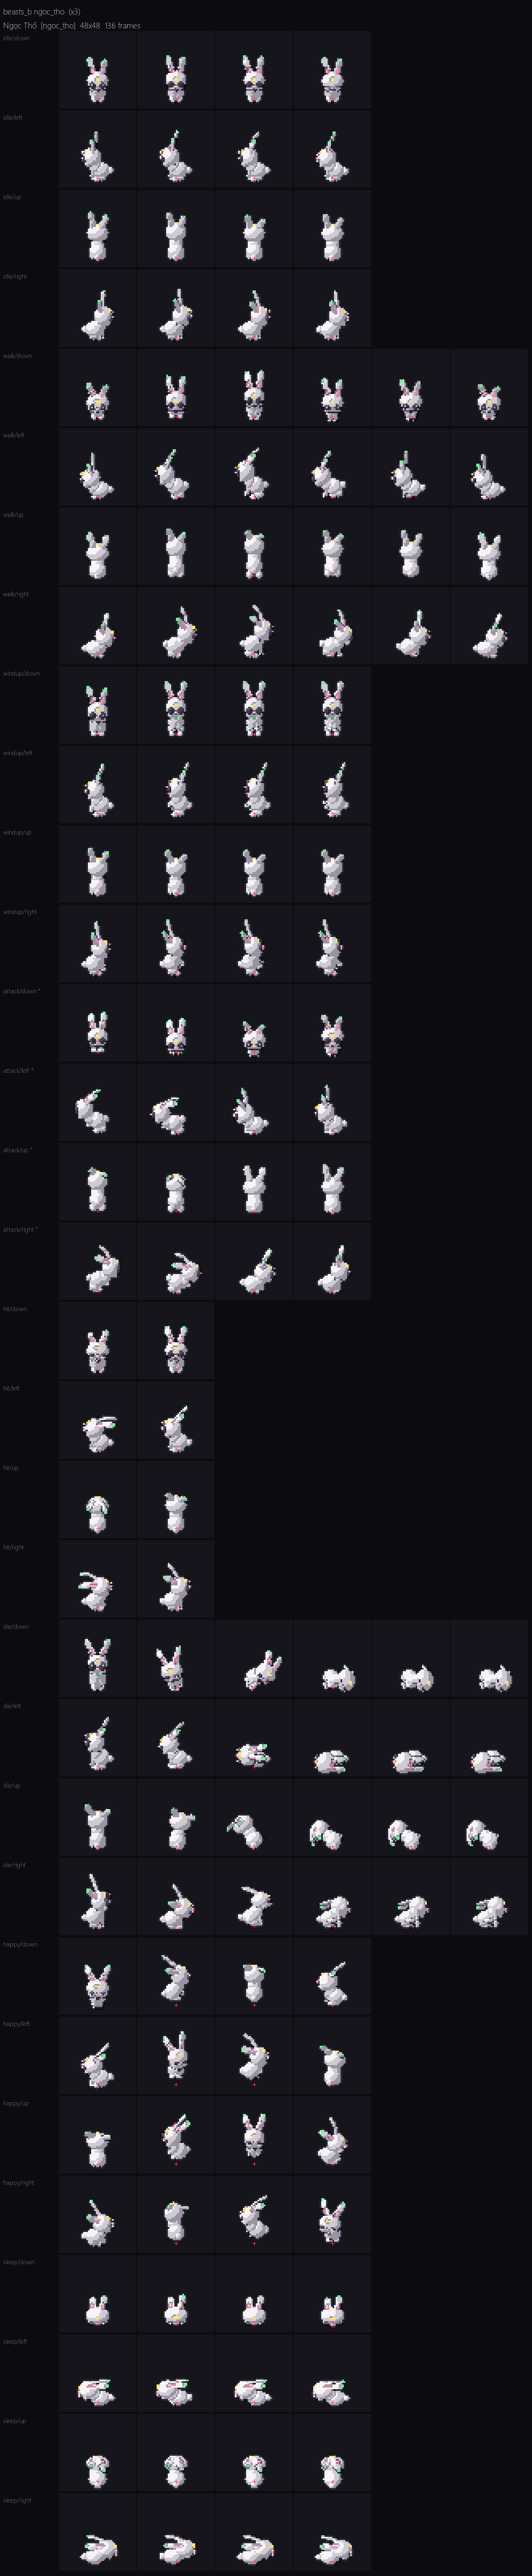 beasts_b ngoc_tho (x3)
Ngọc Thố [ngoc_tho] 48x48 136 frames
idle/down
idle/left
idle/up
idle/right
walk/down
walk/left
walk/up
walk/right
windup/down
windup/left
windup/up
windup/right
attack/down *
attack/left *
attack/up *
attack/right *
hit/down
hit/left
hit/up
hit/right
die/down
die/left
die/up
die/right
happy/down
happy/left
happy/up
happy/right
sleep/down
sleep/left
sleep/up
sleep/right